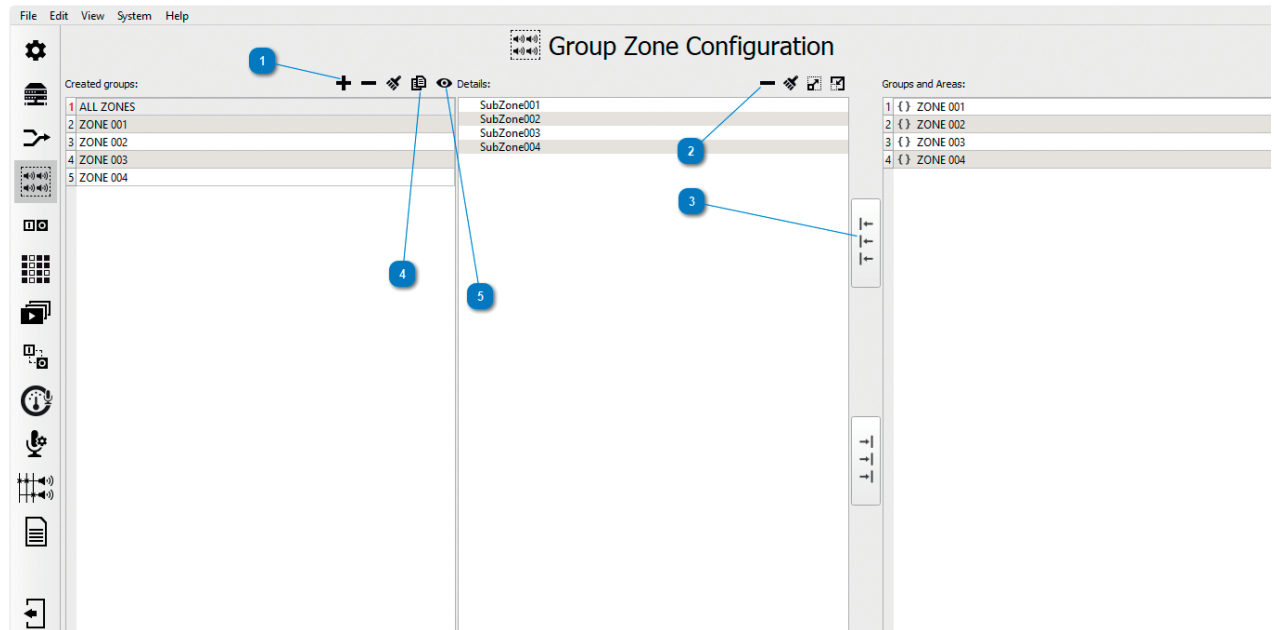 File Edit View System Help
Group Zone Configuration
1
Created groups:
Details:
Groups and Areas:
1 ALL ZONES
2 ZONE 001
3 ZONE 002
4 ZONE 003
5 ZONE 004
SubZone001
SubZone002
SubZone003
SubZone004
1 {} ZONE 001
2 {} ZONE 002
3 {} ZONE 003
4 {} ZONE 004
2
3
4
5